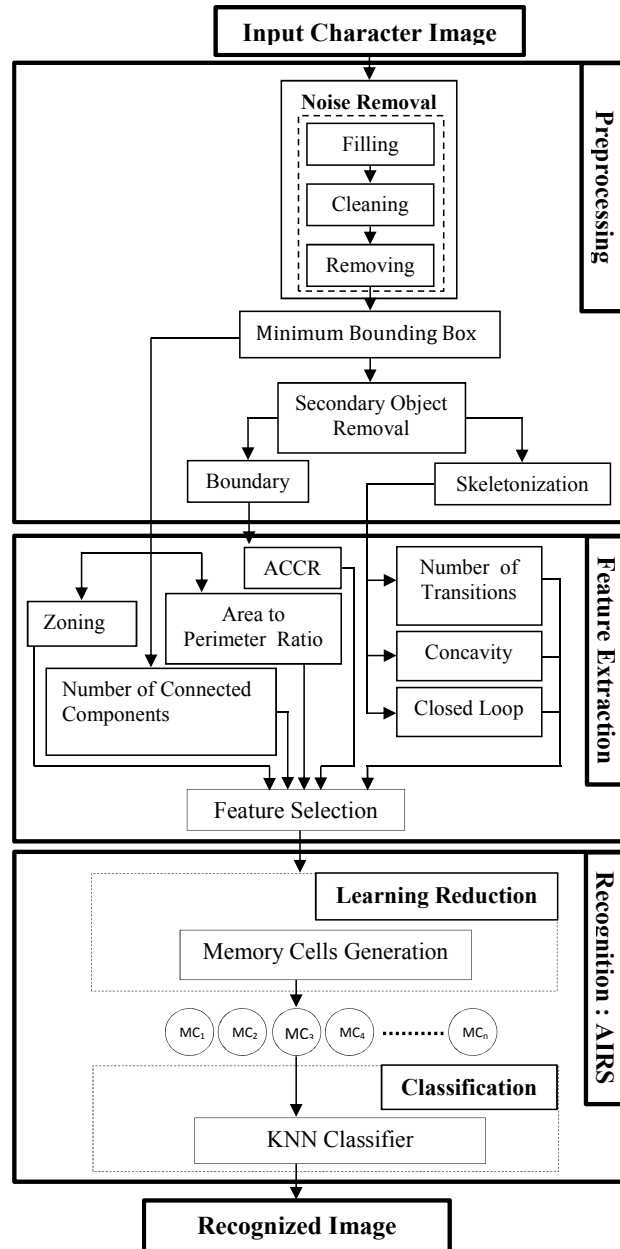 Input Character Image
Preprocessing
Noise Removal
Filling
Cleaning
Removing
Minimum Bounding Box
Secondary Object
Removal
Boundary
Skeletonization
Feature Extraction
ACCR
Number of
Transitions
Zoning
Area to
Perimeter Ratio
Concavity
Number of Connected
Components
Closed Loop
Feature Selection
Recognition : AIRS
Learning Reduction
Memory Cells Generation
MC1 MC2 MC3 MC4 .......... MCn
Classification
KNN Classifier
Recognized Image